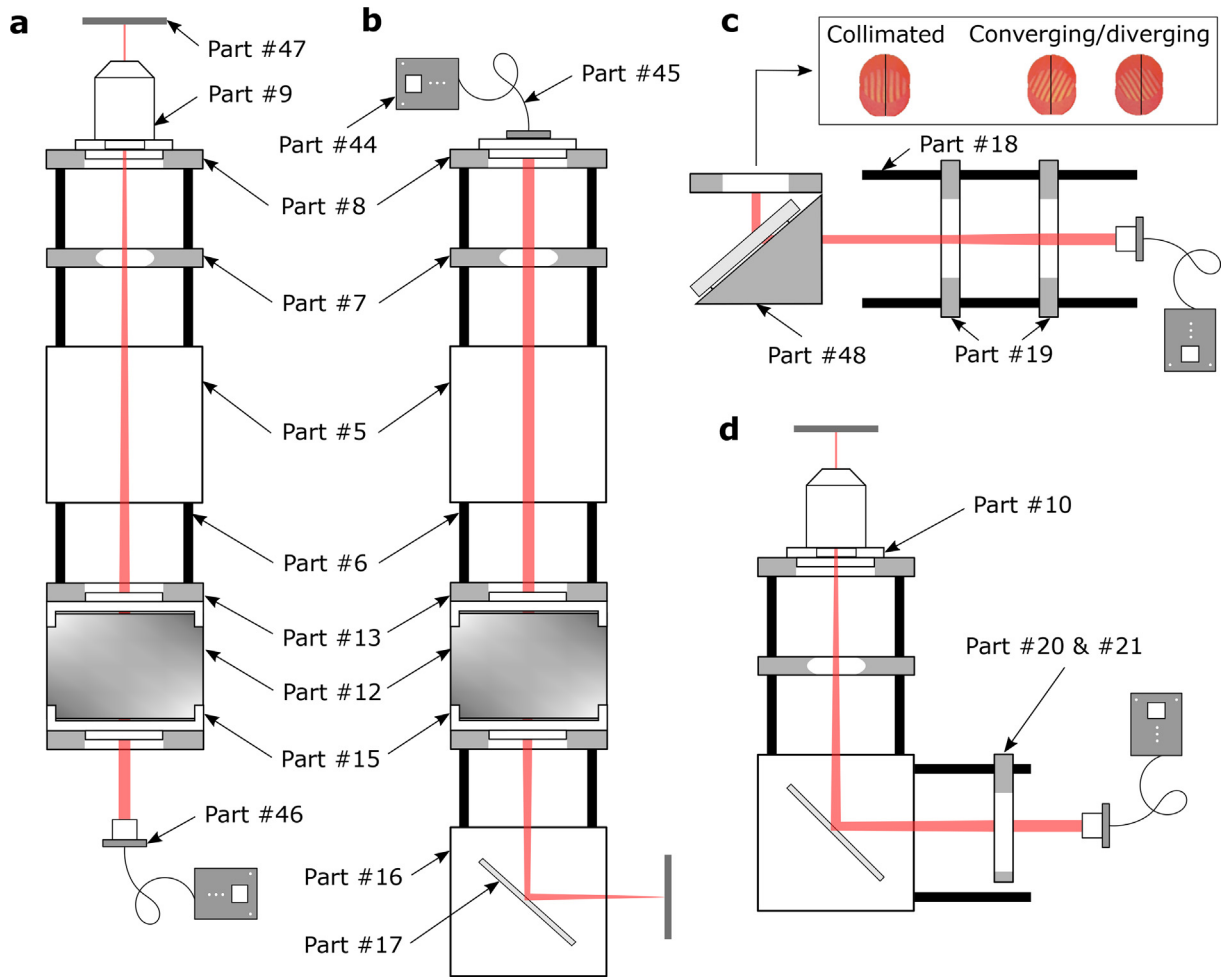 a
Part #47
Part #9
b
Part #45
Part #44
Part #8
Part #7
Part #5
Part #6
Part #13
Part #12
Part #15
Part #46
Part #16
Part #17
c
Collimated
Converging/diverging
Part #18
Part #48
Part #19
d
Part #10
Part #20 & #21